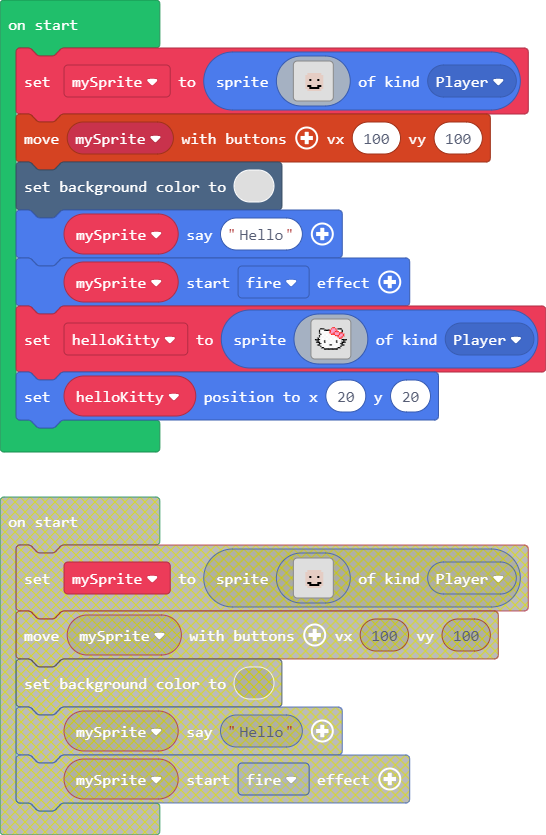 on start
set mySprite to sprite of kind Player
move mySprite with buttons vx 100 vy 100
set background color to
mySprite say "Hello"
mySprite start fire effect
set helloKitty to sprite of kind Player
set helloKitty position to x 20 y 20
on start
set mySprite to sprite of kind Player
move mySprite with buttons vx 100 vy 100
set background color to
mySprite say "Hello"
mySprite start fire effect